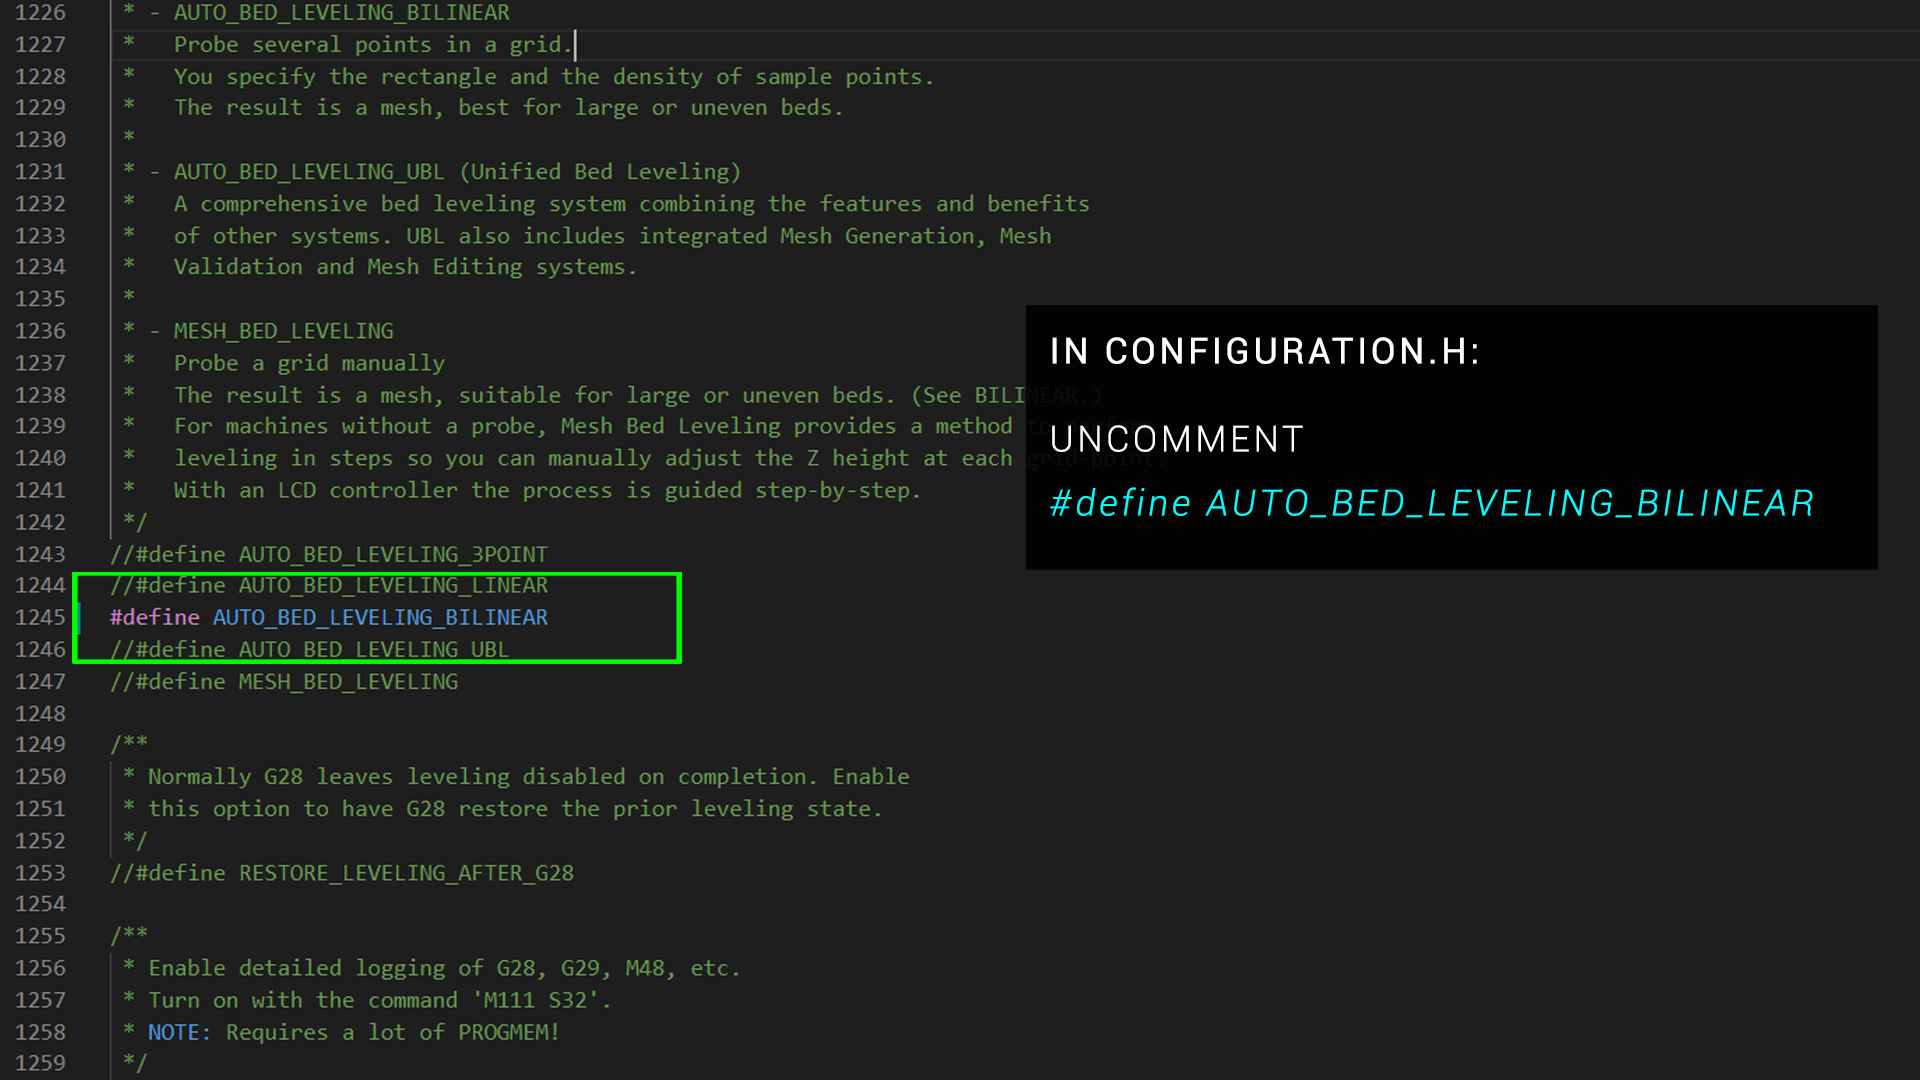 1226 * - AUTO_BED_LEVELING_BILINEAR
1227 * Probe several points in a grid.
1228 * You specify the rectangle and the density of sample points.
1229 * The result is a mesh, best for large or uneven beds.
1230 *
1231 * - AUTO_BED_LEVELING_UBL (Unified Bed Leveling)
1232 * A comprehensive bed leveling system combining the features and benefits
1233 * of other systems. UBL also includes integrated Mesh Generation, Mesh
1234 * Validation and Mesh Editing systems.
1235 *
1236 * - MESH_BED_LEVELING
1237 * Probe a grid manually
1238 * The result is a mesh, suitable for large or uneven beds. (See BILINEAR.)
1239 * For machines without a probe, Mesh Bed Leveling provides a method
1240 * leveling in steps so you can manually adjust the Z height at each grid-point.
1241 * With an LCD controller the process is guided step-by-step.
1242 */
1243 //#define AUTO_BED_LEVELING_3POINT
1244 //#define AUTO_BED_LEVELING_LINEAR
1245 #define AUTO_BED_LEVELING_BILINEAR
1246 //#define AUTO_BED_LEVELING_UBL
1247 //#define MESH_BED_LEVELING
1248
1249 /**
1250 * Normally G28 leaves leveling disabled on completion. Enable
1251 * this option to have G28 restore the prior leveling state.
1252 */
1253 //#define RESTORE_LEVELING_AFTER_G28
1254
1255 /**
1256 * Enable detailed logging of G28, G29, M48, etc.
1257 * Turn on with the command 'M111 S32'.
1258 * NOTE: Requires a lot of PROGMEM!
1259 */
IN CONFIGURATION.H:
UNCOMMENT
#define AUTO_BED_LEVELING_BILINEAR